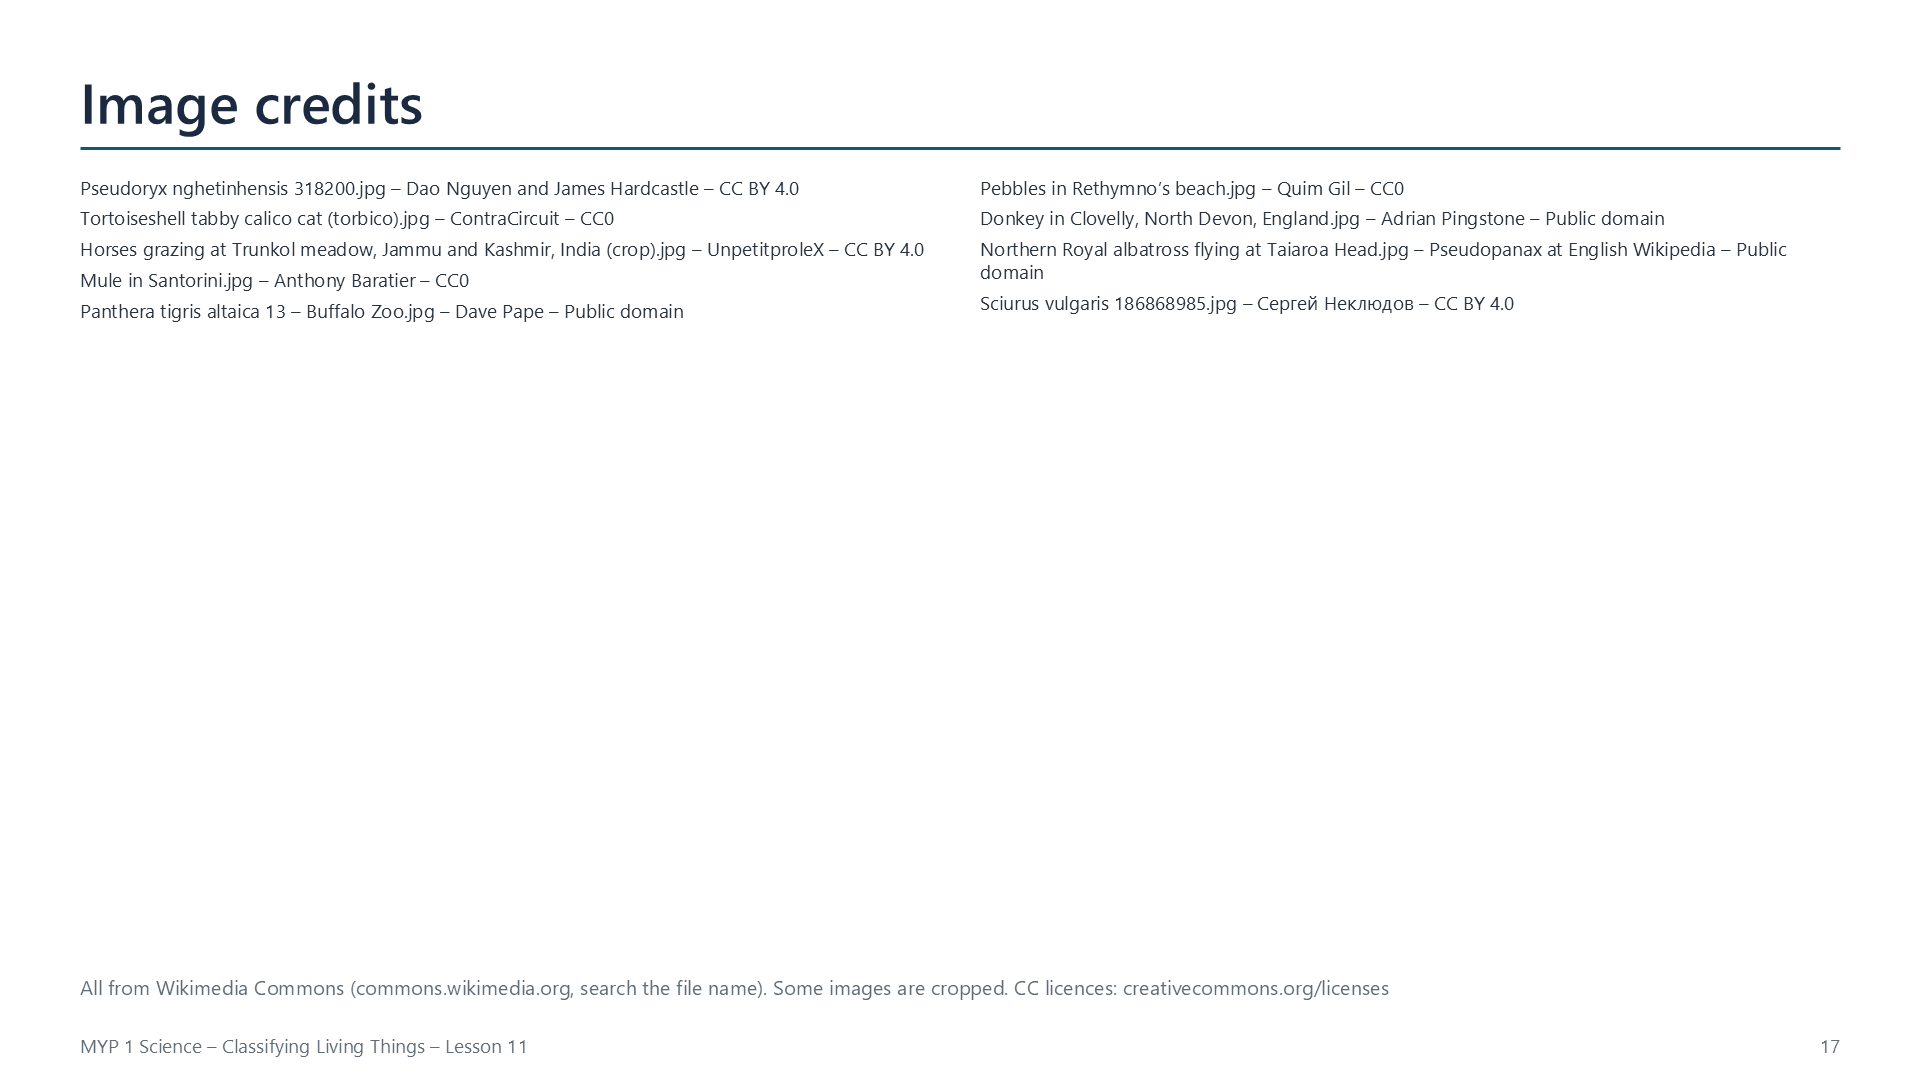 Image credits
Pseudoryx nghetinhensis 318200.jpg – Dao Nguyen and James Hardcastle – CC BY 4.0
Tortoiseshell tabby calico cat (torbico).jpg – ContraCircuit – CC0
Horses grazing at Trunkol meadow, Jammu and Kashmir, India (crop).jpg – UnpetitproleX – CC BY 4.0
Mule in Santorini.jpg – Anthony Baratier – CC0
Panthera tigris altaica 13 – Buffalo Zoo.jpg – Dave Pape – Public domain
Pebbles in Rethymno’s beach.jpg – Quim Gil – CC0
Donkey in Clovelly, North Devon, England.jpg – Adrian Pingstone – Public domain
Northern Royal albatross flying at Taiaroa Head.jpg – Pseudopanax at English Wikipedia – Public
domain
Sciurus vulgaris 186868985.jpg – Сергей Неклюдов – CC BY 4.0
All from Wikimedia Commons (commons.wikimedia.org, search the file name). Some images are cropped. CC licences: creativecommons.org/licenses
MYP 1 Science – Classifying Living Things – Lesson 11
17